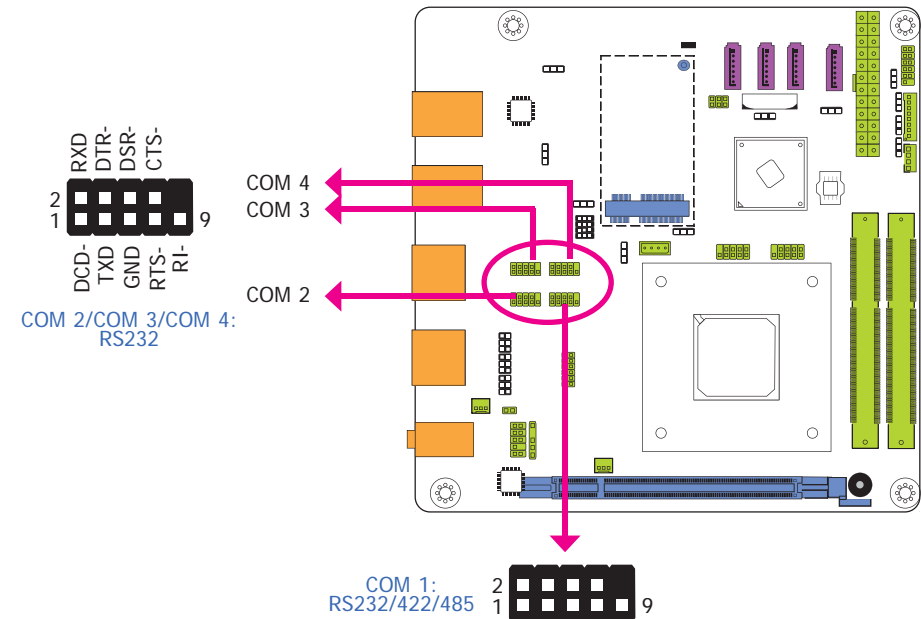 RXD
DTR-
DSR-
CTS-
2
1
9
DCD-
TXD
GND
RTS-
RI-
COM 2/COM 3/COM 4:
RS232
COM 4
COM 3
COM 2
COM 1:
RS232/422/485
2
1
9